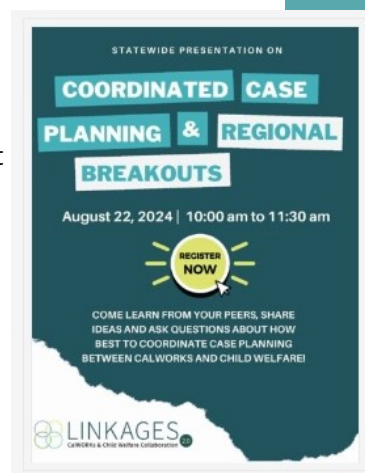 STATEWIDE PRESENTATION ON
COORDINATED CASE
PLANNING & REGIONAL
BREAKOUTS
August 22, 2024 | 10:00 am to 11:30 am
REGISTER
NOW
COME LEARN FROM YOUR PEERS, SHARE
IDEAS AND ASK QUESTIONS ABOUT HOW
BEST TO COORDINATE CASE PLANNING
BETWEEN CALWORKS AND CHILD WELFARE!
LINKAGES 2.0
CalWORKs & Child Welfare Collaboration